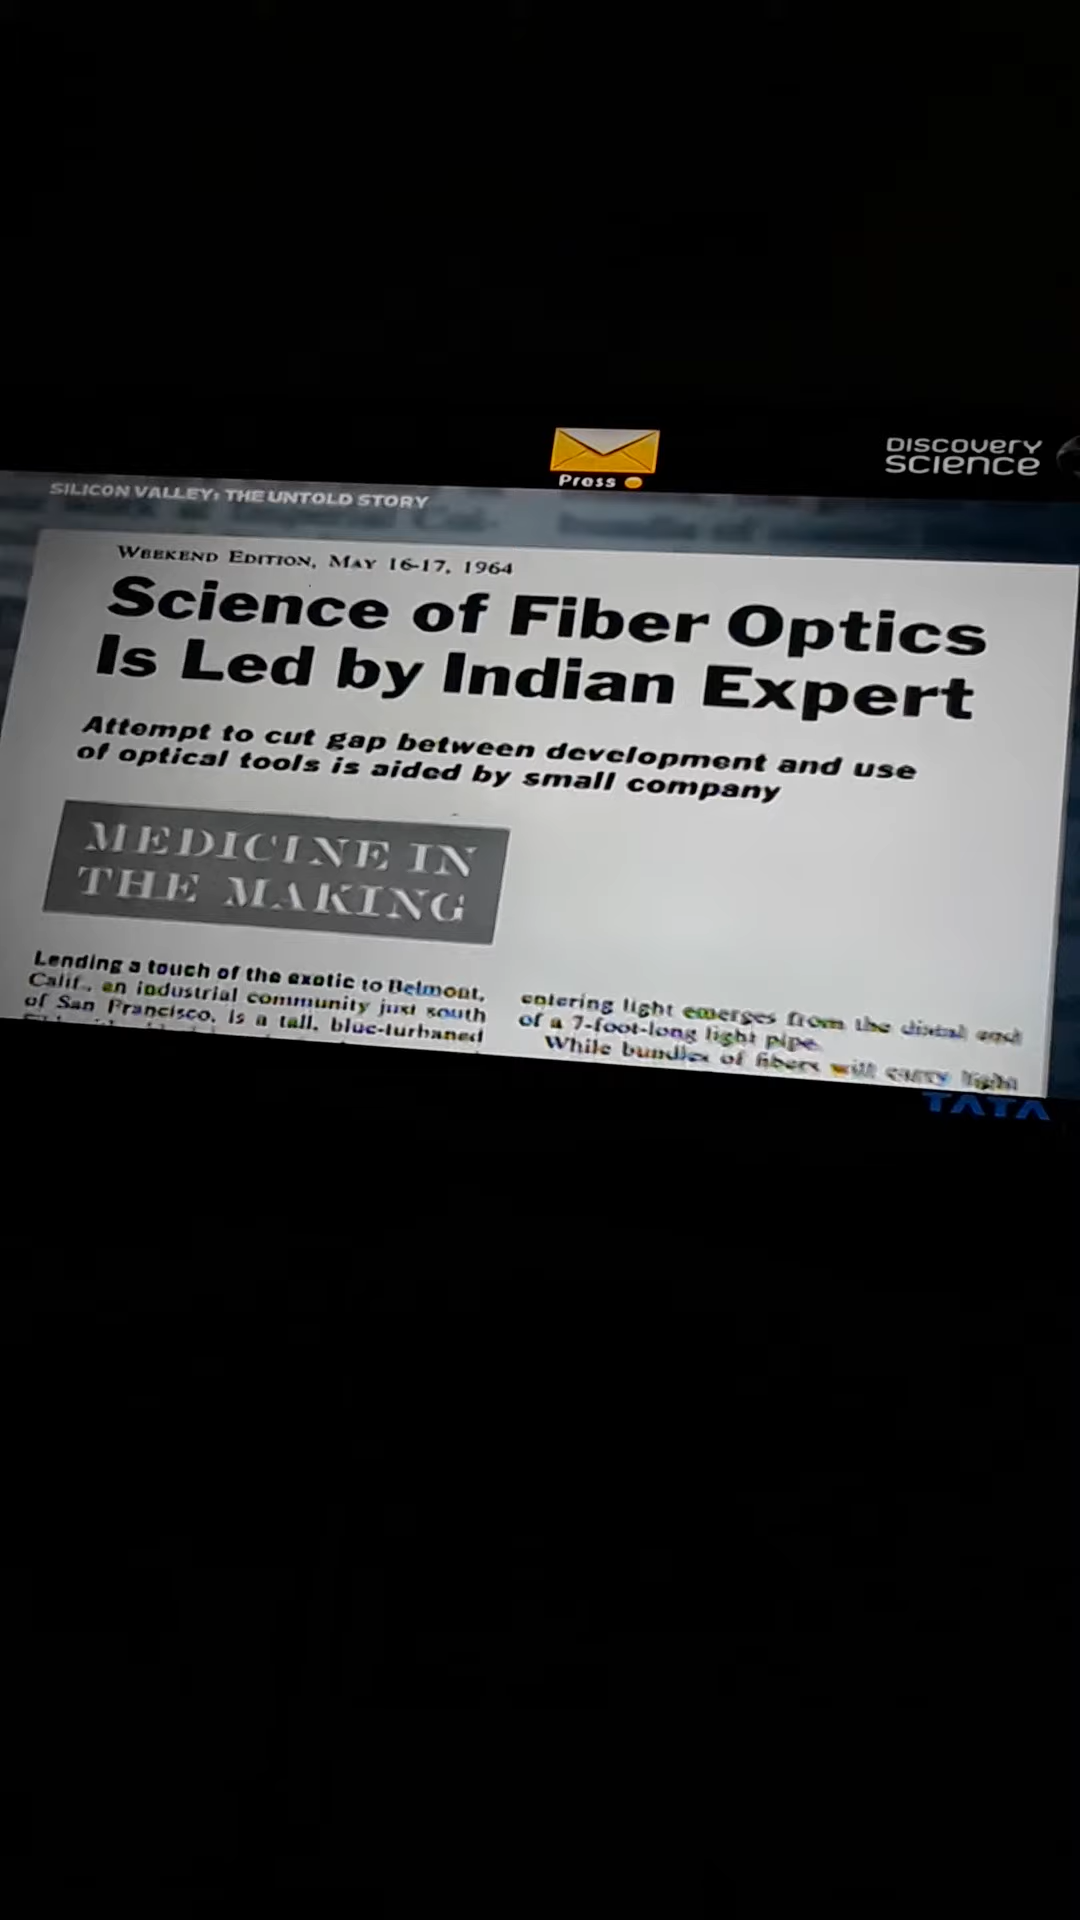 DISCOVERY
SCIENCE
Press
SILICON VALLEY: THE UNTOLD STORY
WEEKEND EDITION, MAY 16-17, 1964
Science of Fiber Optics
Is Led by Indian Expert
Attempt to cut gap between development and use
of optical tools is aided by small company
MEDICINE IN
THE MAKING
Lending a touch of the exotic to Belmont,
Calif., an industrial community just south
of San Francisco, is a tall, blue-turbaned
entering light emerges from the distal end
of a 7-foot-long light pipe.
While bundles of fibers will carry light
TATA